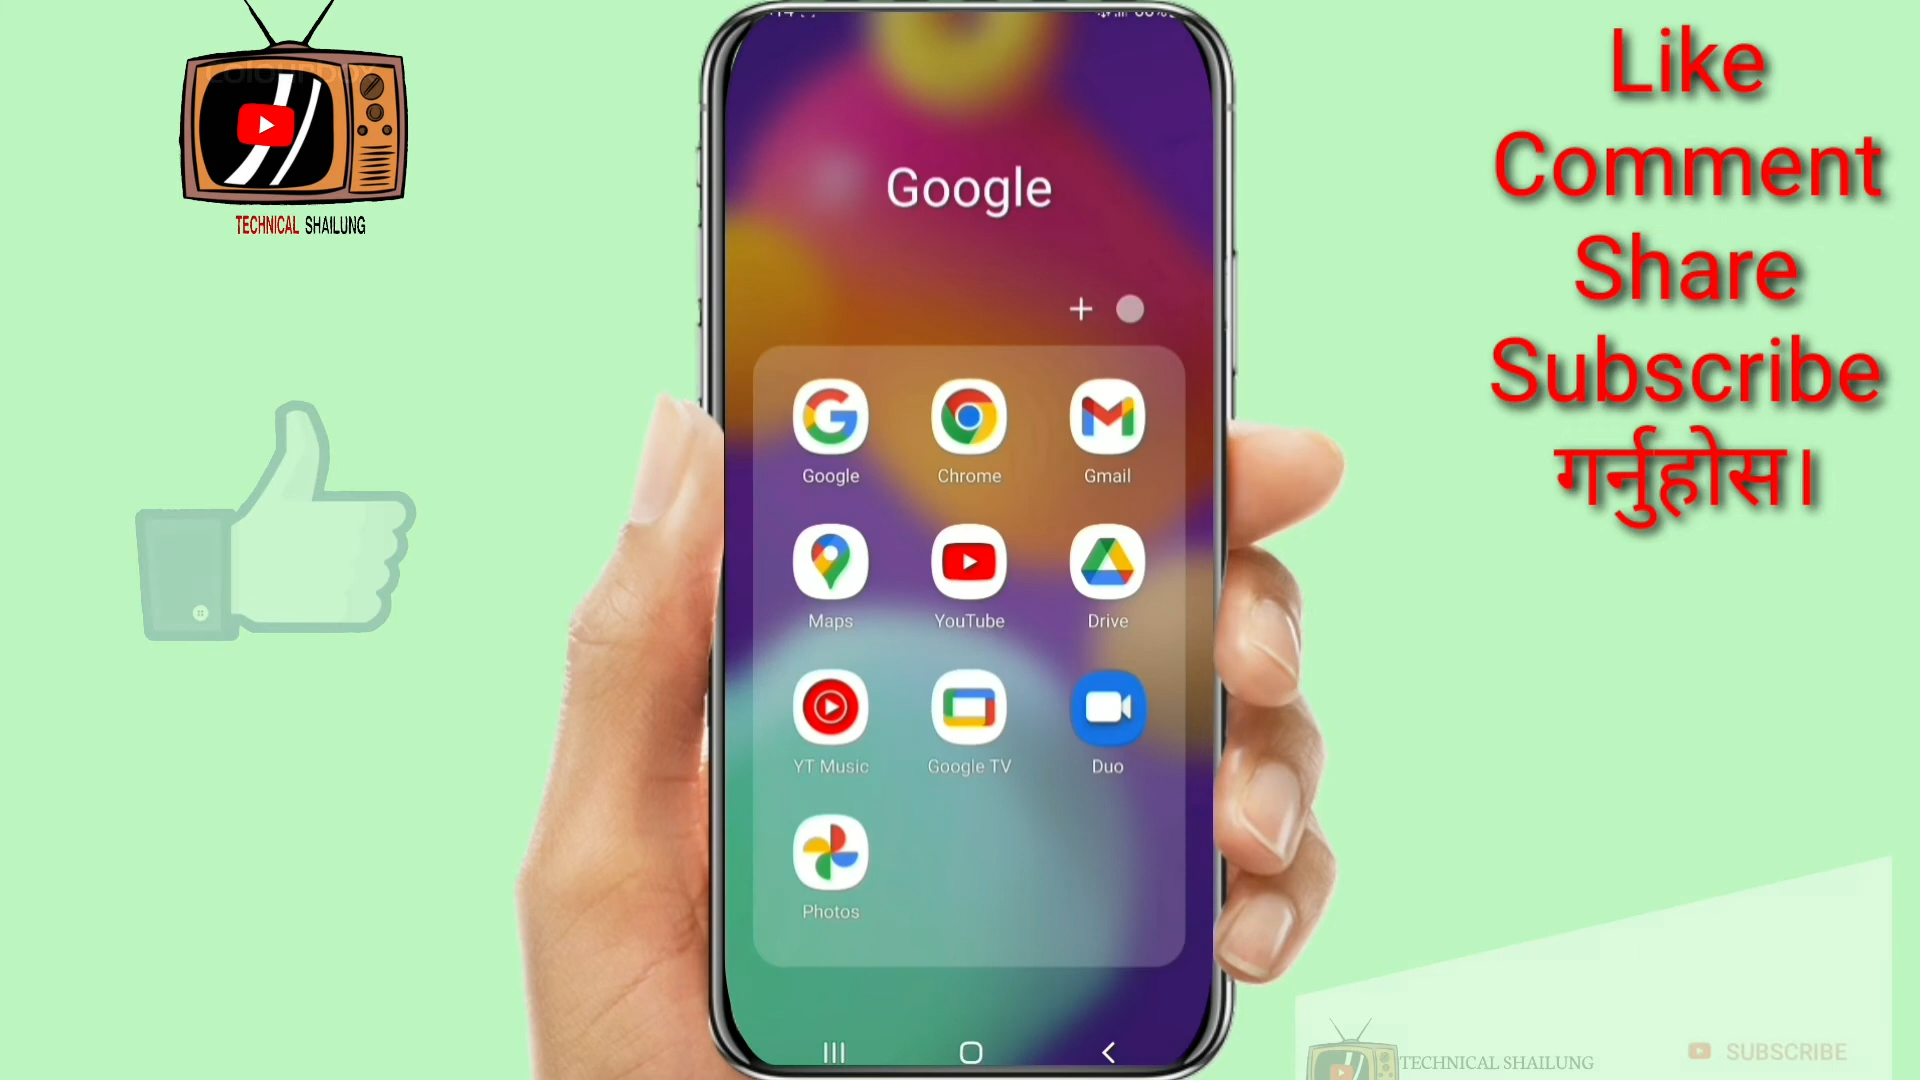 TECHNICAL SHAILUNG
Google
Google
Chrome
Gmail
Maps
YouTube
Drive
YT Music
Google TV
Duo
Photos
Like
Comment
Share
Subscribe
गर्नुहोस।
TECHNICAL SHAILUNG
SUBSCRIBE